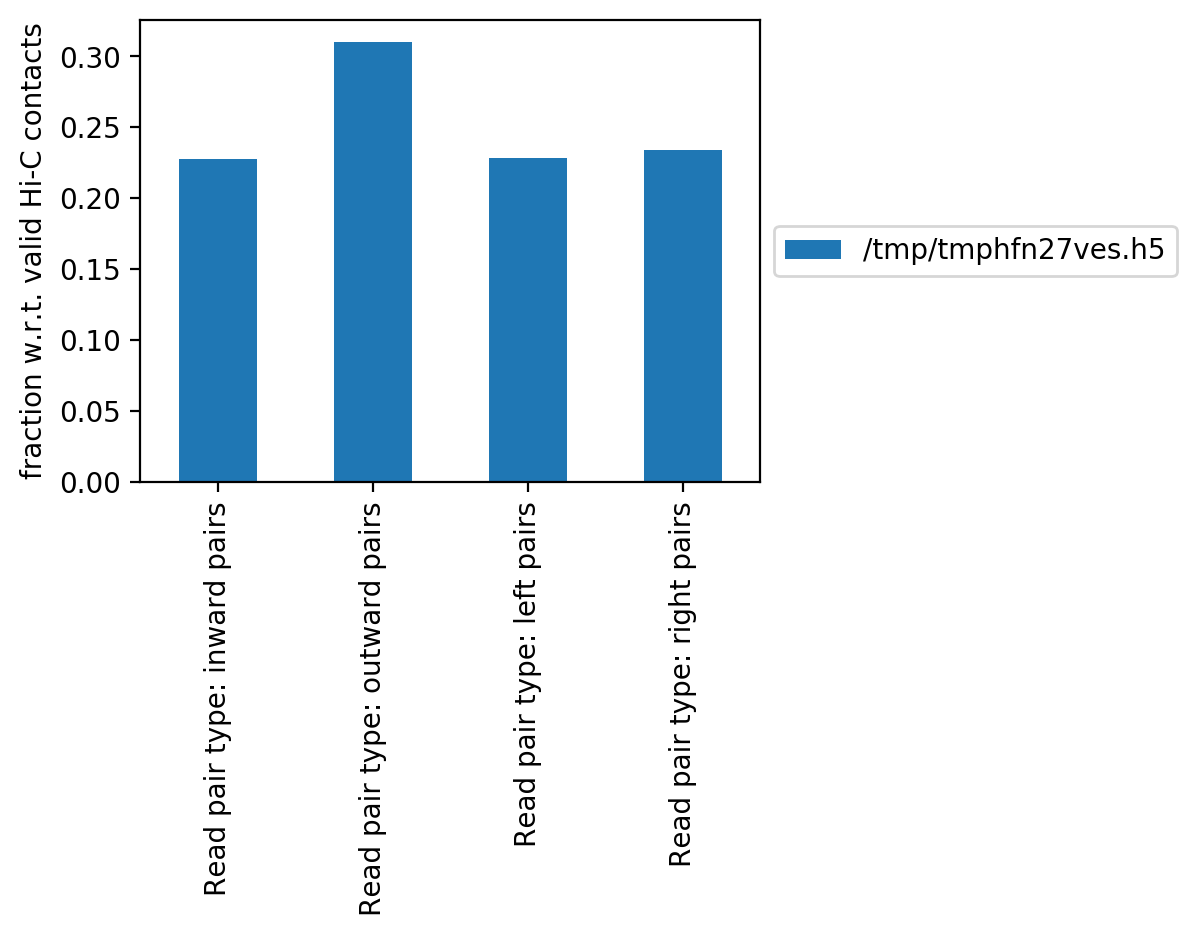 fraction w.r.t. valid Hi-C contacts
0.30
0.25
0.20
0.15
0.10
0.05
0.00
Read pair type: inward pairs
Read pair type: outward pairs
Read pair type: left pairs
Read pair type: right pairs
/tmp/tmphfn27ves.h5